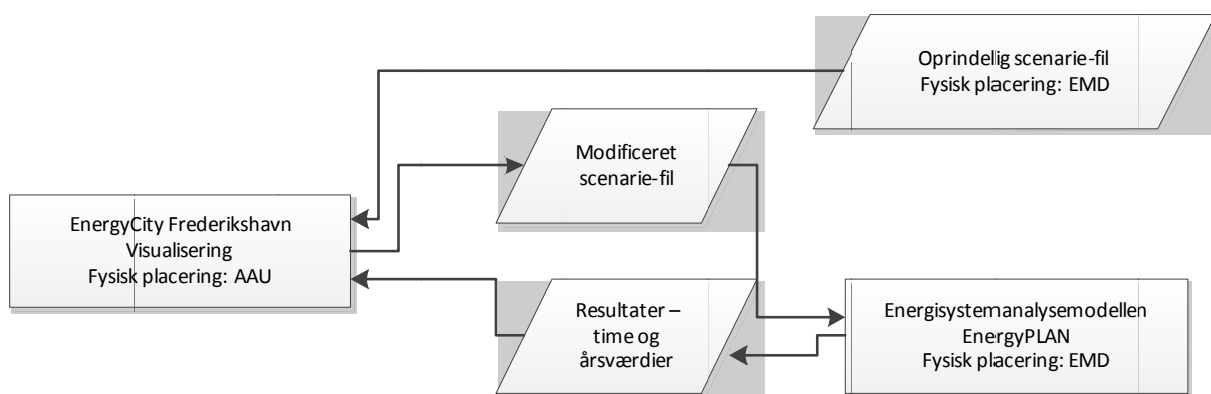 Oprindelig scenarie-fil
Fysisk placering: EMD
Modificeret
scenarie-fil
EnergyCity Frederikshavn
Visualisering
Fysisk placering: AAU
Resultater –
time og
årsværdier
Energisystemanalysemodellen
EnergyPLAN
Fysisk placering: EMD